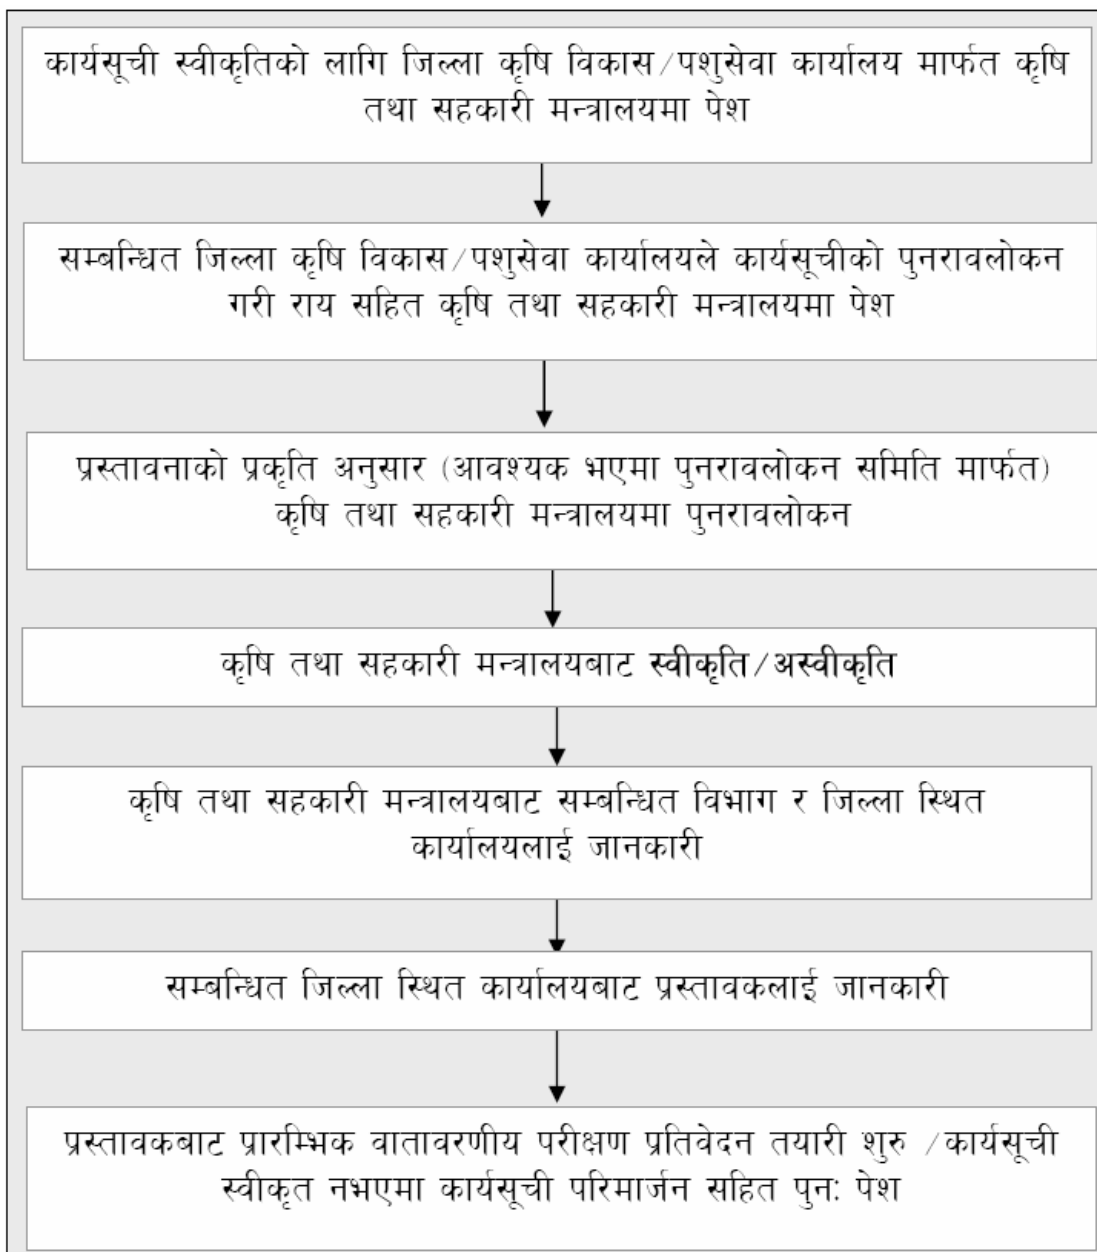 कार्यसूची स्वीकृतिको लागि जिल्ला कृषि विकास/पशुसेवा कार्यालय मार्फत कृषि
तथा सहकारी मन्त्रालयमा पेश
सम्बन्धित जिल्ला कृषि विकास/पशुसेवा कार्यालयले कार्यसूचीको पुनरावलोकन
गरी राय सहित कृषि तथा सहकारी मन्त्रालयमा पेश
प्रस्तावनाको प्रकृति अनुसार (आवश्यक भएमा पुनरावलोकन समिति मार्फत)
कृषि तथा सहकारी मन्त्रालयमा पुनरावलोकन
कृषि तथा सहकारी मन्त्रालयबाट स्वीकृति/अस्वीकृति
कृषि तथा सहकारी मन्त्रालयबाट सम्बन्धित विभाग र जिल्ला स्थित
कार्यालयलाई जानकारी
सम्बन्धित जिल्ला स्थित कार्यालयबाट प्रस्तावकलाई जानकारी
प्रस्तावकबाट प्रारम्भिक वातावरणीय परीक्षण प्रतिवेदन तयारी शुरु /कार्यसूची
स्वीकृत नभएमा कार्यसूची परिमार्जन सहित पुन: पेश